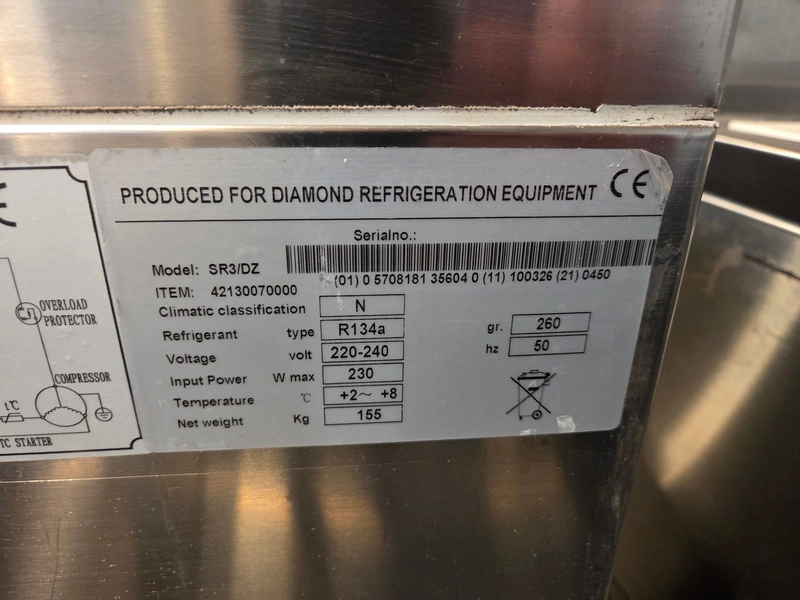 PRODUCED FOR DIAMOND REFRIGERATION EQUIPMENT CE
Serialno.:
Model: SR3/DZ
(01) 0 5708181 35604 0 (11) 100326 (21) 0450
ITEM: 42130070000
Climatic classification N
Refrigerant type R134a gr. 260
Voltage volt 220-240 hz 50
Input Power W max 230
Temperature °C +2~ +8
Net weight Kg 155
OVERLOAD
PROTECTOR
COMPRESSOR
t°C
TC STARTER